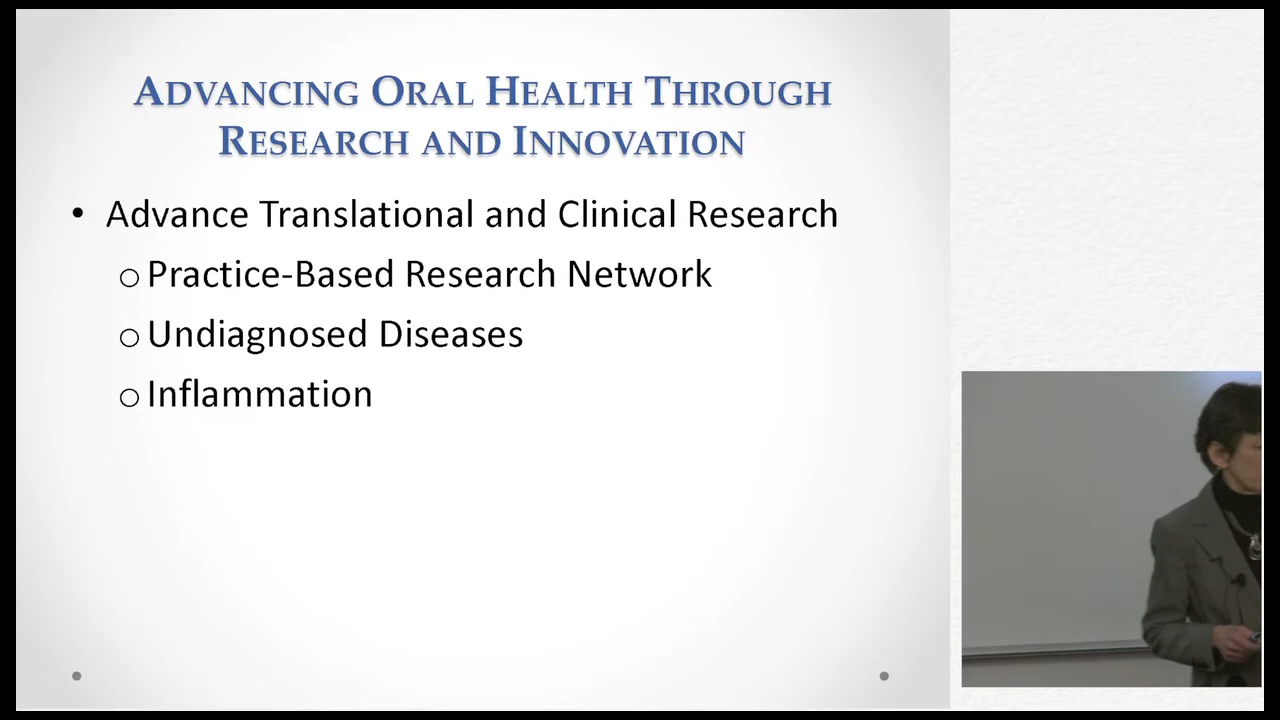 ADVANCING ORAL HEALTH THROUGH
RESEARCH AND INNOVATION
• Advance Translational and Clinical Research
o Practice-Based Research Network
o Undiagnosed Diseases
o Inflammation